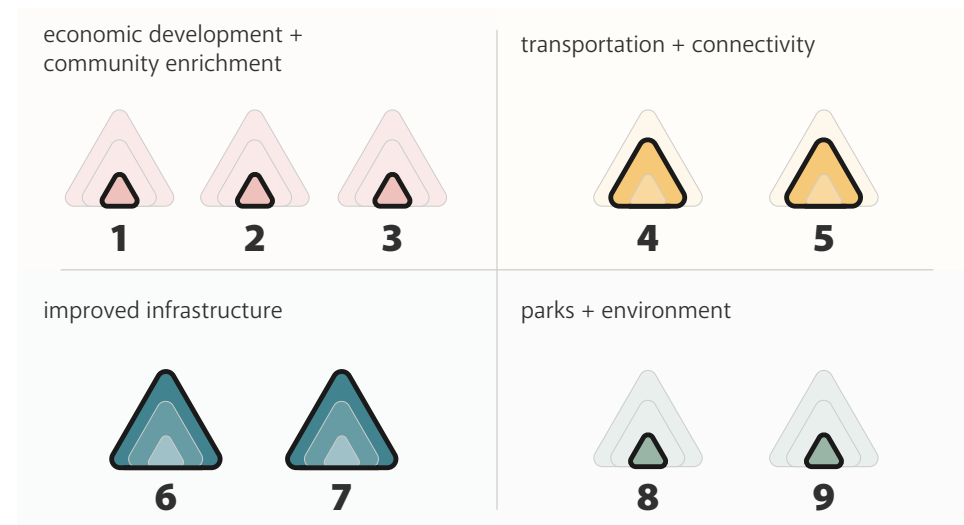 economic development +
community enrichment
1 2 3
transportation + connectivity
4 5
improved infrastructure
6 7
parks + environment
8 9